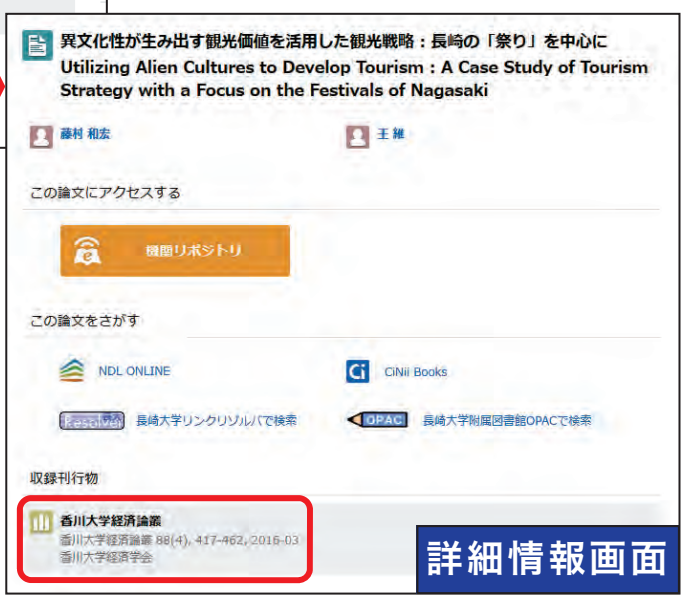 異文化性が生み出す観光価値を活用した観光戦略：長崎の「祭り」を中心に
Utilizing Alien Cultures to Develop Tourism : A Case Study of Tourism
Strategy with a Focus on the Festivals of Nagasaki
藤村 和宏
王 維
この論文にアクセスする
機関リポジトリ
この論文をさがす
NDL ONLINE
CiNii Books
Resolver 長崎大学リンクリゾルバで検索
OPAC 長崎大学附属図書館OPACで検索
収録刊行物
香川大学経済論叢
香川大学経済論叢 88(4), 417-462, 2016-03
香川大学経済学会
詳細情報画面